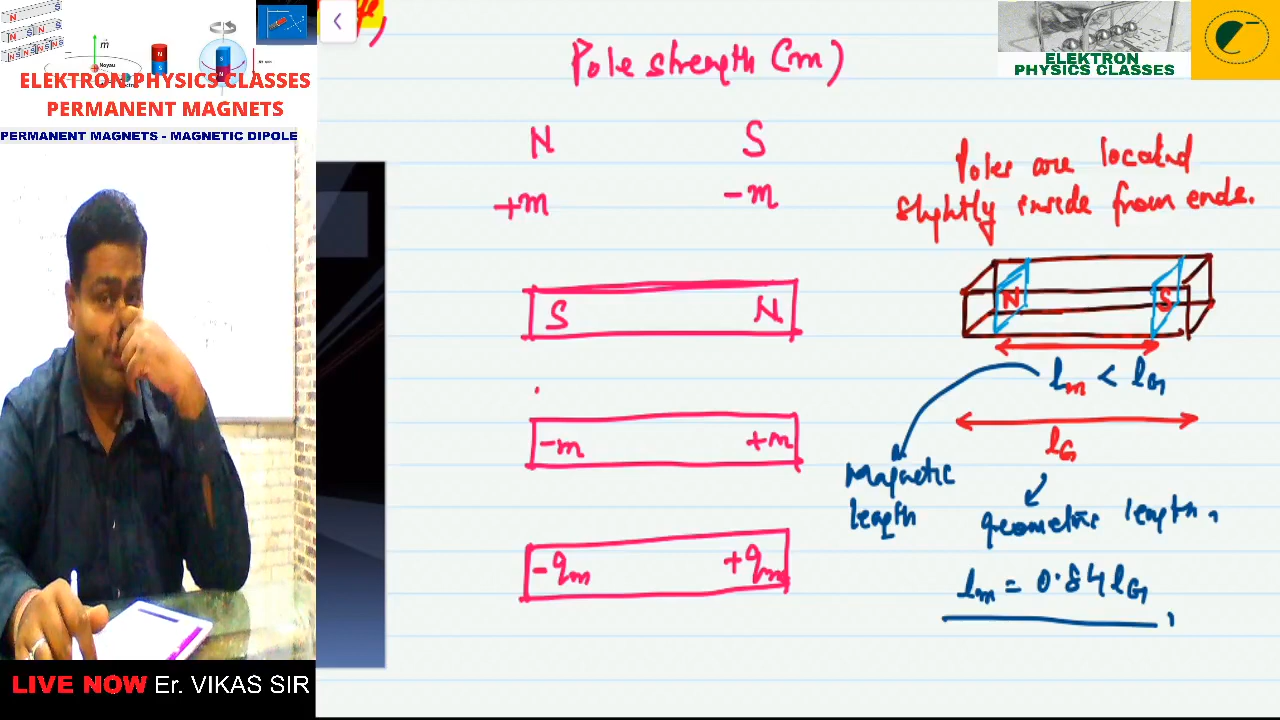 ELEKTRON PHYSICS CLASSES
PERMANENT MAGNETS
PERMANENT MAGNETS - MAGNETIC DIPOLE
ELEKTRON
PHYSICS CLASSES
Pole strength (m)
N S
+m -m
S N
-m +m
-qm +qm
Poles are located
slightly inside from ends.
N S
lm < lG
lG
Magnetic
length
geometric length,
lm = 0.84 lG
LIVE NOW Er. VIKAS SIR